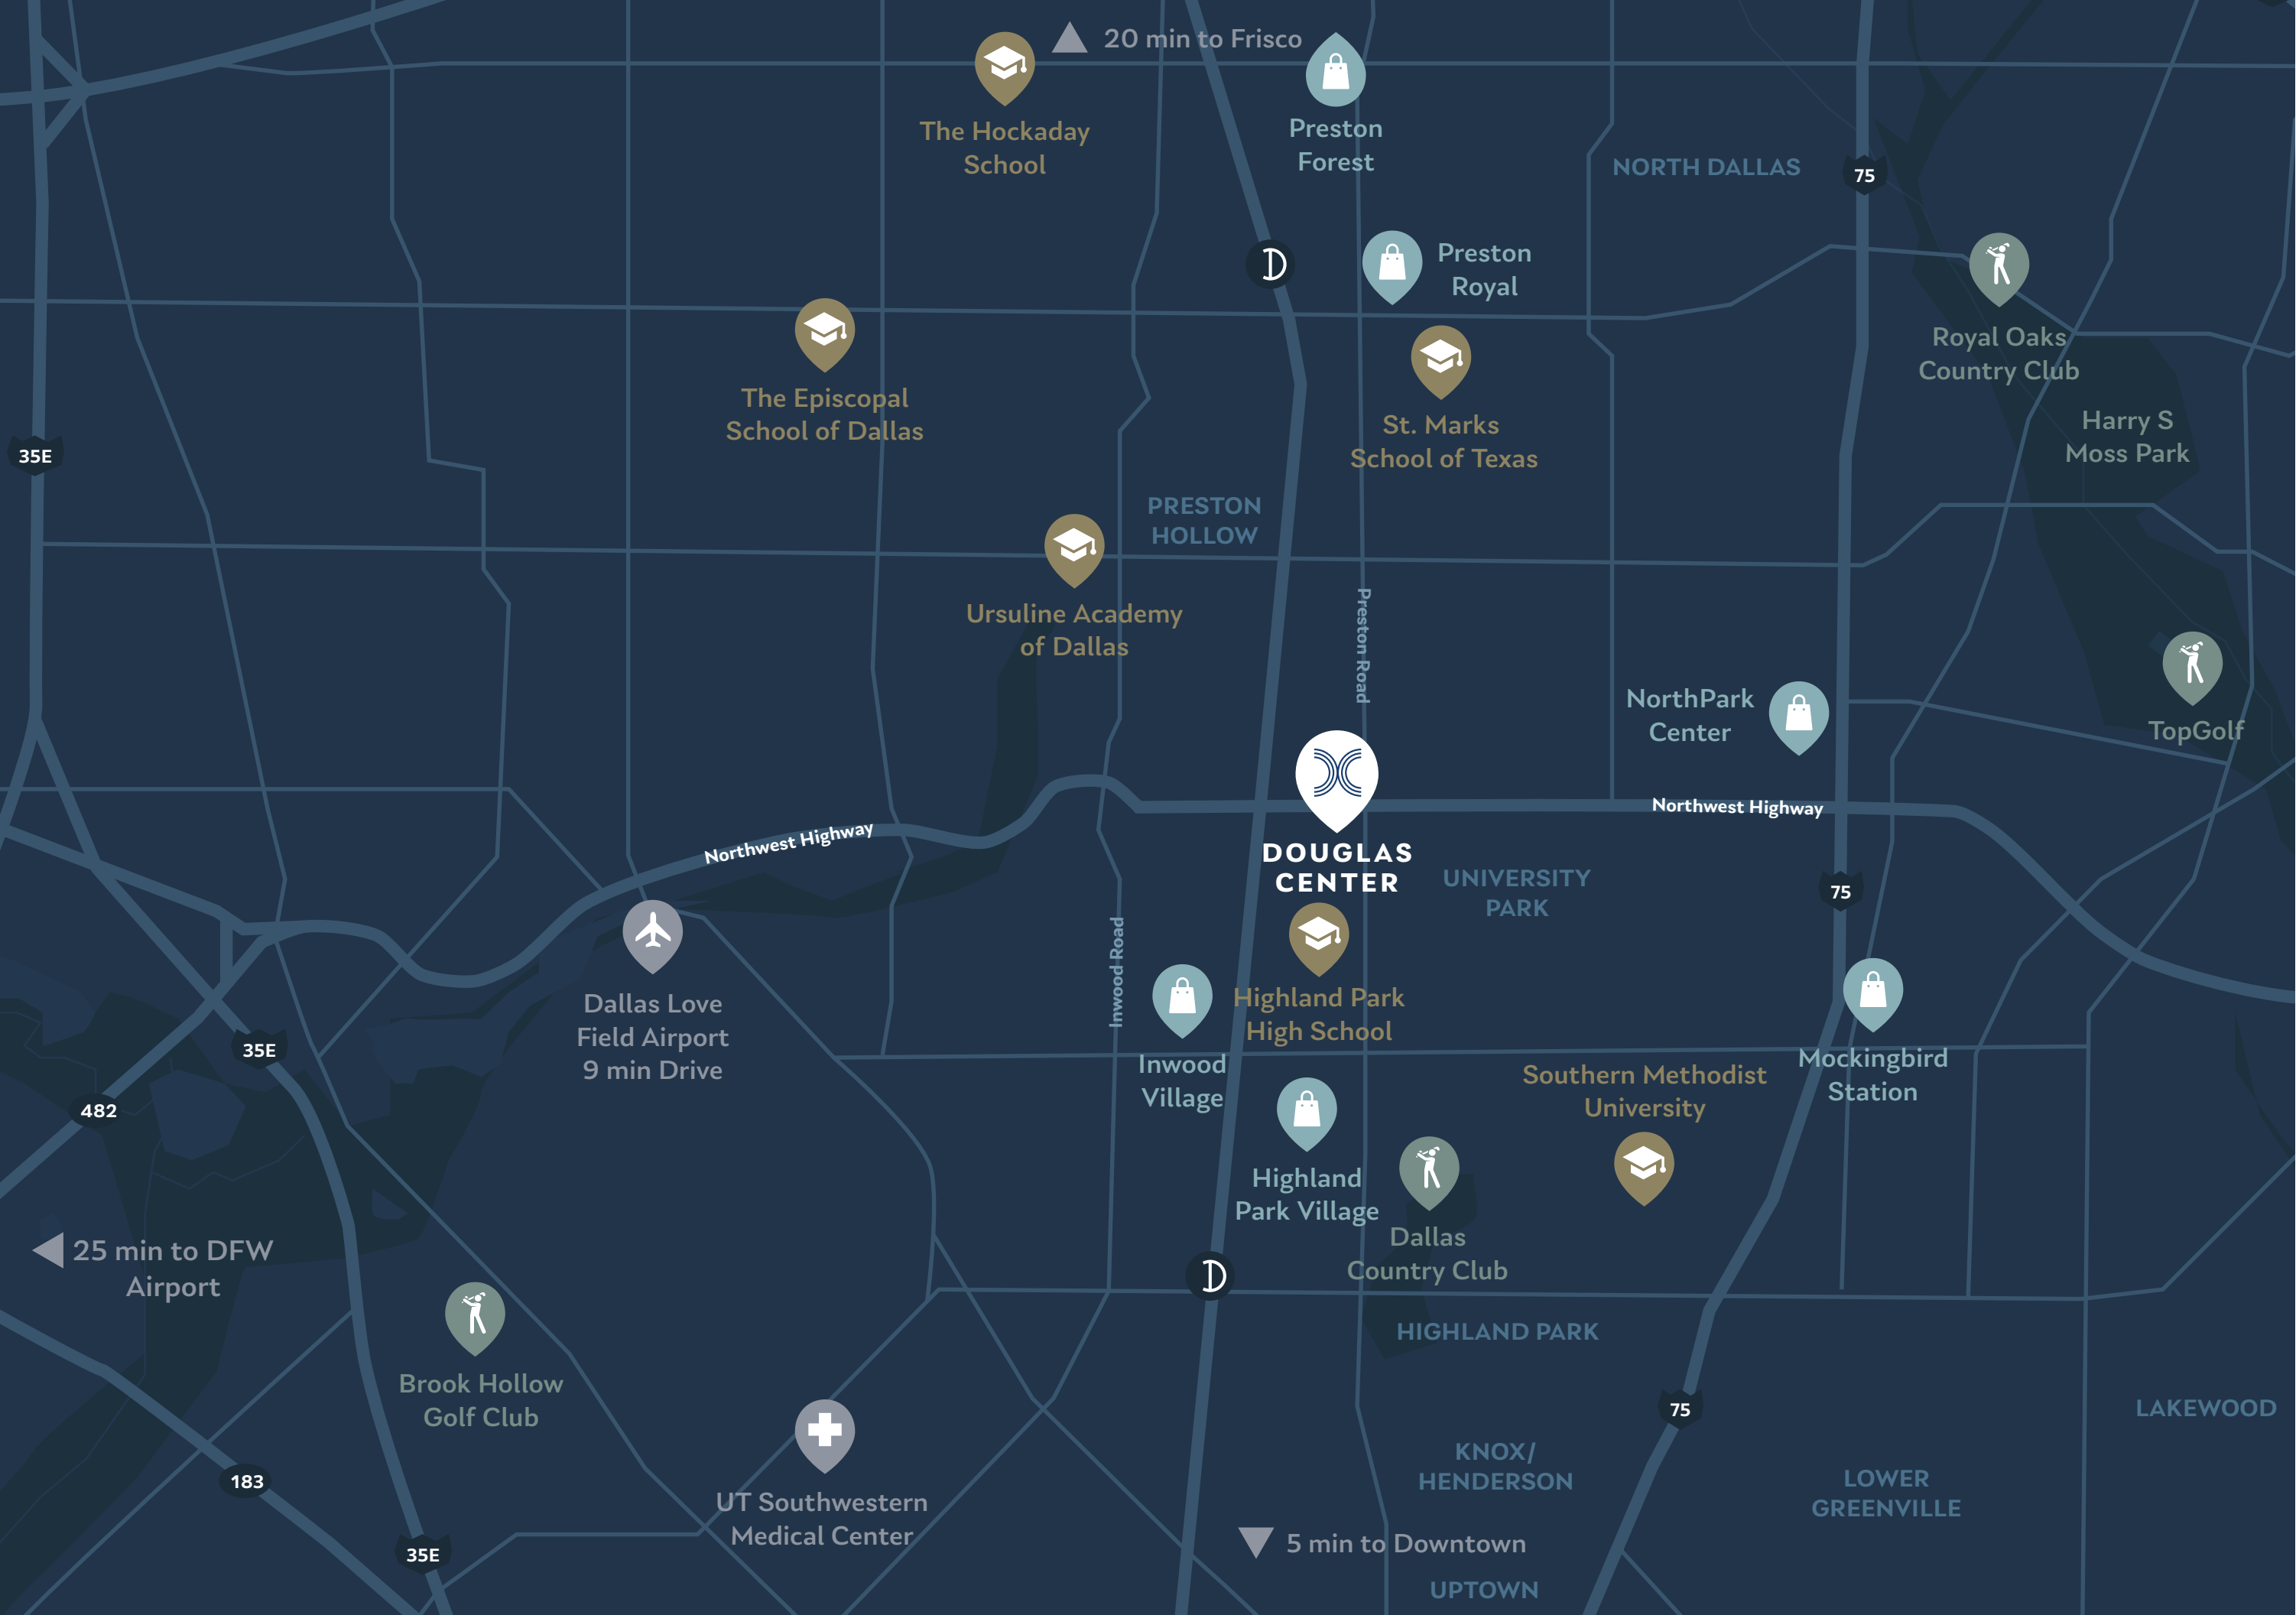 20 min to Frisco
The Hockaday
School
Preston
Forest
NORTH DALLAS
75
Preston
Royal
The Episcopal
School of Dallas
St. Marks
School of Texas
Royal Oaks
Country Club
Harry S
Moss Park
35E
PRESTON
HOLLOW
Ursuline Academy
of Dallas
Preston Road
NorthPark
Center
TopGolf
Northwest Highway
Northwest Highway
DOUGLAS
CENTER
UNIVERSITY
PARK
75
Inwood Road
Dallas Love
Field Airport
9 min Drive
Highland Park
High School
35E
Inwood
Village
Mockingbird
Station
Southern Methodist
University
482
Highland
Park Village
Dallas
Country Club
25 min to DFW
Airport
D
HIGHLAND PARK
Brook Hollow
Golf Club
75
LAKEWOOD
KNOX/
HENDERSON
LOWER
GREENVILLE
183
UT Southwestern
Medical Center
35E
5 min to Downtown
UPTOWN
D